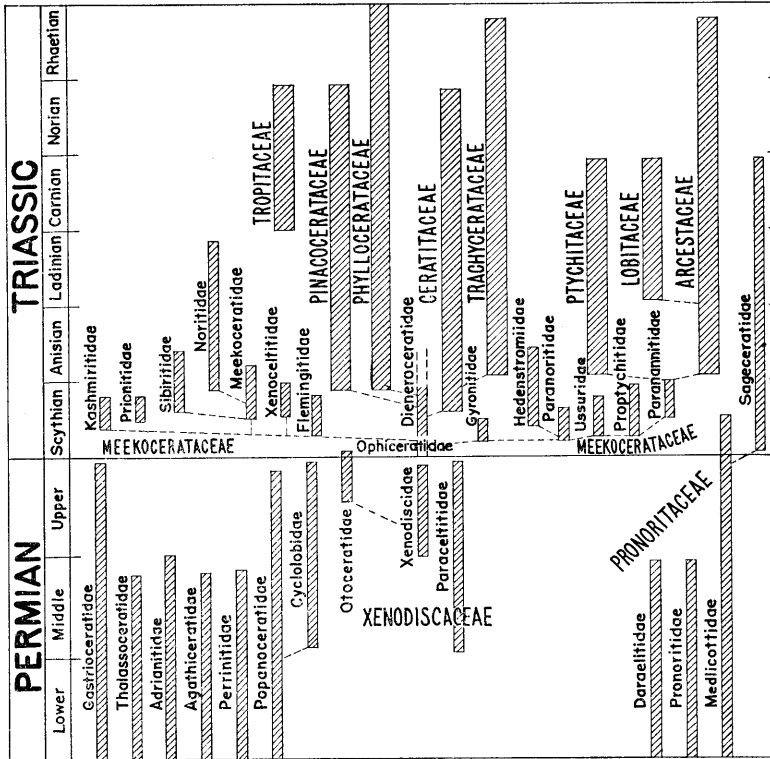 TRIASSIC
Rhaetian
Norian
Carnian
Ladinian
Anisian
Scythian
PERMIAN
Upper
Middle
Lower
TROPITACEAE
PINACOCERATACEAE
PHYLLOCERATACEAE
CERATITACEAE
TRACHYCERATACEAE
PTYCHITACEAE
LOBITACEAE
ARCESTACEAE
Kashmiritidae
Prionitidae
Sibiritidae
Noritidae
Meekoceratidae
Xenoceltitidae
Flemingitidae
Dieneroceratidae
Gyronitidae
Hedenstromiidae
Paranoritidae
Ussuridae
Proptychitidae
Paranannitidae
Sageceratidae
MEEKOCERATACEAE
Ophiceratidae
MEEKOCERATACEAE
Gastrioceratidae
Thalassoceratidae
Adrianitidae
Agathiceratidae
Perrinitidae
Popanoceratidae
Cyclolobidae
Otoceratidae
Xenodiscidae
Paraceltitidae
XENODISCACEAE
PRONORITACEAE
Daraelitidae
Pronoritidae
Medlicottidae